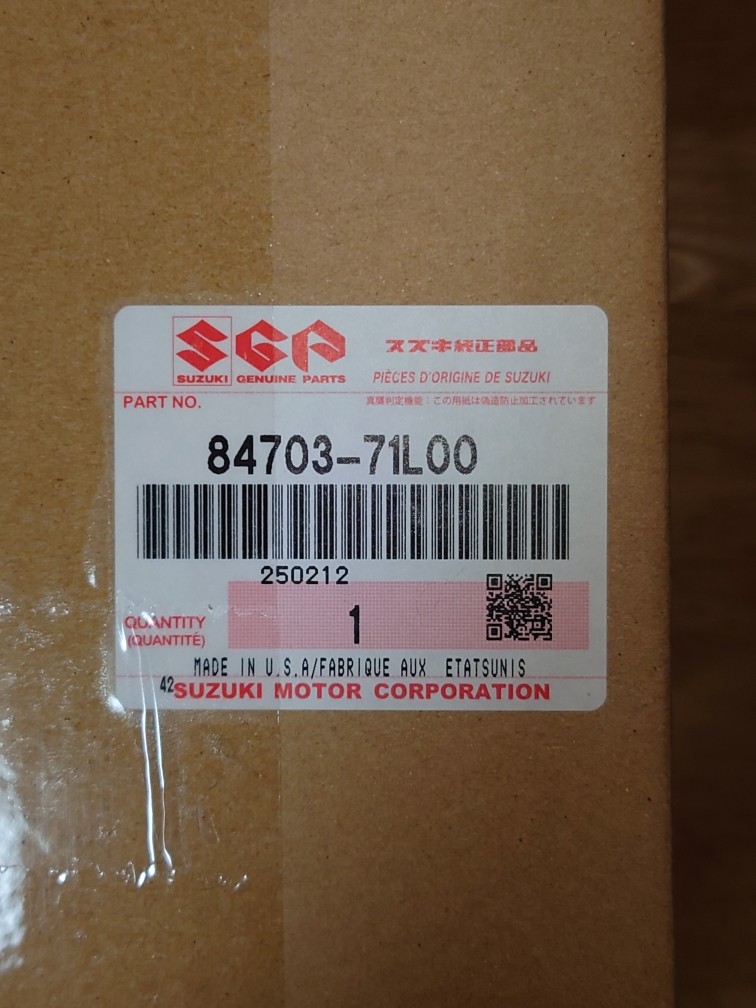 SGP
SUZUKI GENUINE PARTS
スズキ純正部品
PIÈCES D'ORIGINE DE SUZUKI
PART NO.
真贋判定機能：この用紙は偽造防止加工されています
84703-71L00
250212
QUANTITY
(QUANTITÉ)
1
MADE IN U.S.A/FABRIQUE AUX ETATSUNIS
42
SUZUKI MOTOR CORPORATION